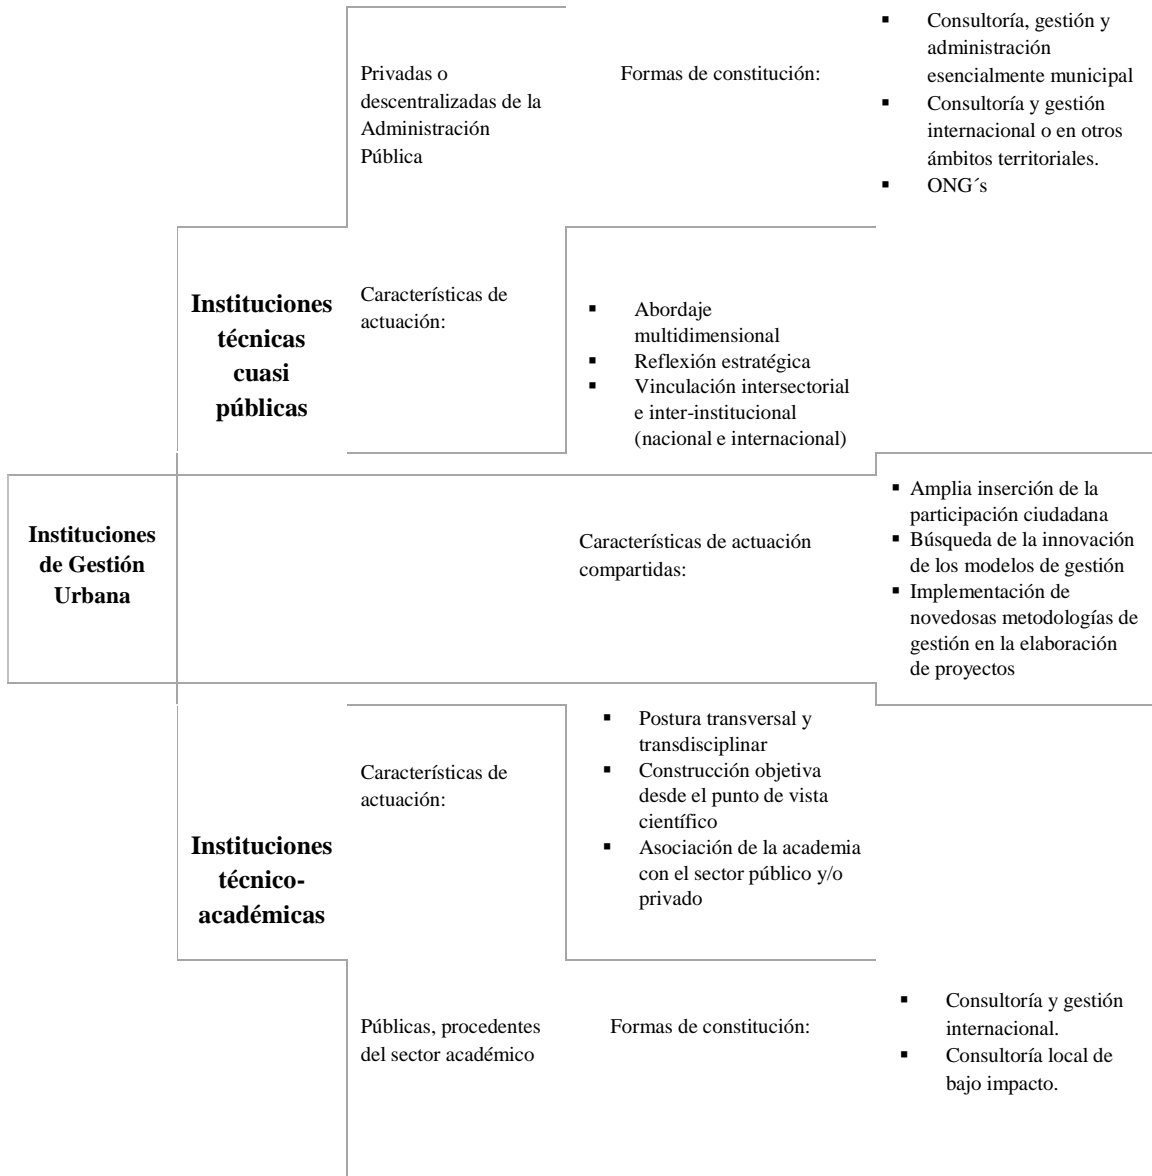 Privadas o
descentralizadas de la
Administración
Pública
Formas de constitución:
▪ Consultoría, gestión y
administración
esencialmente municipal
▪ Consultoría y gestión
internacional o en otros
ámbitos territoriales.
▪ ONG´s
Instituciones
técnicas
cuasi
públicas
Características de
actuación:
▪ Abordaje
multidimensional
▪ Reflexión estratégica
▪ Vinculación intersectorial
e inter-institucional
(nacional e internacional)
Instituciones
de Gestión
Urbana
Características de actuación
compartidas:
▪ Amplia inserción de la
participación ciudadana
▪ Búsqueda de la innovación
de los modelos de gestión
▪ Implementación de
novedosas metodologías de
gestión en la elaboración
de proyectos
Instituciones
técnico-
académicas
Características de
actuación:
▪ Postura transversal y
transdisciplinar
▪ Construcción objetiva
desde el punto de vista
científico
▪ Asociación de la academia
con el sector público y/o
privado
Públicas, procedentes
del sector académico
Formas de constitución:
▪ Consultoría y gestión
internacional.
▪ Consultoría local de
bajo impacto.